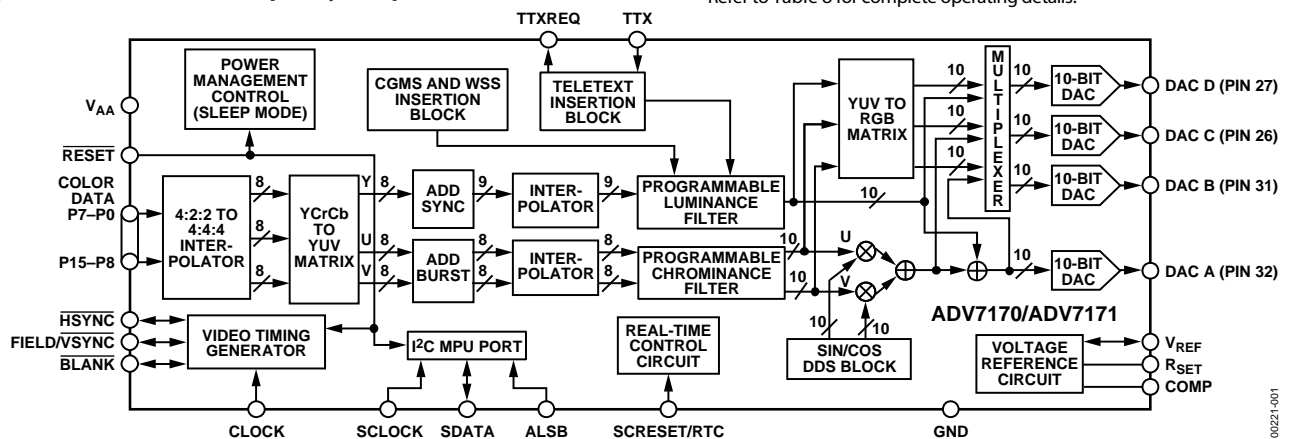 Refer to Table 8 for complete operating details.
TTXREQ TTX
POWER
MANAGEMENT
CONTROL
(SLEEP MODE)
CGMS AND WSS
INSERTION
BLOCK
TELETEXT
INSERTION
BLOCK
YUV TO
RGB
MATRIX
10
10
10
MULTIPLEXER
10
10
10
10-BIT
DAC
DAC D (PIN 27)
10-BIT
DAC
DAC C (PIN 26)
10-BIT
DAC
DAC B (PIN 31)
VAA
RESET
COLOR
DATA
P7–P0
P15–P8
4:2:2 TO
4:4:4
INTER-
POLATOR
8
8
8
YCrCb
TO
YUV
MATRIX
Y 8
U 8
V 8
ADD
SYNC
9
INTER-
POLATOR
9
PROGRAMMABLE
LUMINANCE
FILTER
10
ADD
BURST
8
8
INTER-
POLATOR
8
8
PROGRAMMABLE
CHROMINANCE
FILTER
10
10
U
V
10
10
10
10-BIT
DAC
DAC A (PIN 32)
ADV7170/ADV7171
HSYNC
FIELD/VSYNC
BLANK
VIDEO TIMING
GENERATOR
I²C MPU PORT
REAL-TIME
CONTROL
CIRCUIT
SIN/COS
DDS BLOCK
VOLTAGE
REFERENCE
CIRCUIT
VREF
RSET
COMP
CLOCK SCLOCK SDATA ALSB SCRESET/RTC GND
00221-001